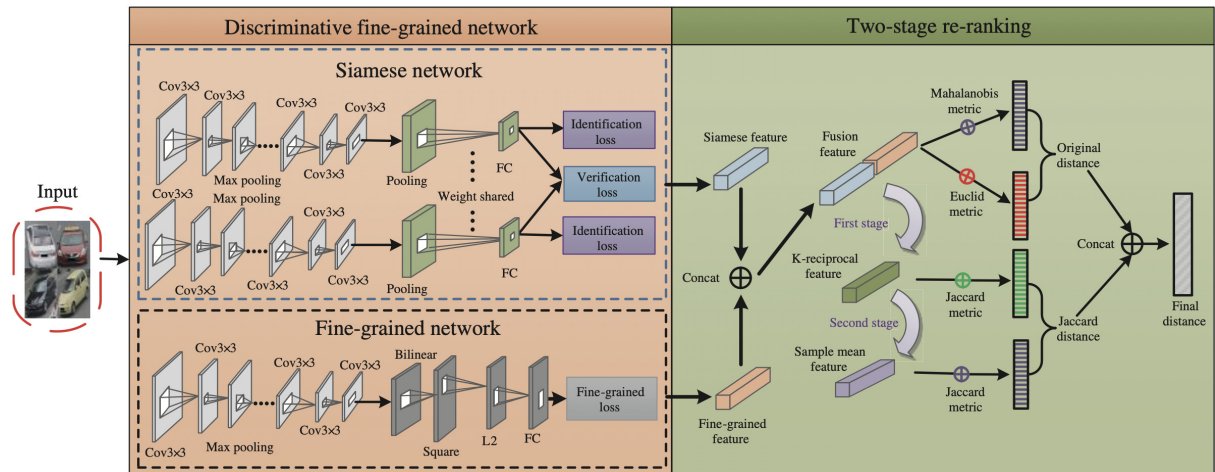 Discriminative fine-grained network
Two-stage re-ranking
Siamese network
Cov3×3
Cov3×3
Cov3×3
Cov3×3
Max pooling
Cov3×3
Pooling
FC
Identification
loss
Verification
loss
Identification
loss
Weight shared
Input
Cov3×3
Max pooling
Cov3×3
Cov3×3
Cov3×3
Cov3×3
Pooling
FC
Fine-grained network
Cov3×3
Cov3×3
Cov3×3
Cov3×3
Max pooling
Cov3×3
Bilinear
Square
L2
FC
Fine-grained
loss
Siamese feature
Concat
Fine-grained
feature
Fusion
feature
First stage
K-reciprocal
feature
Second stage
Sample mean
feature
Mahalanobis
metric
Euclid
metric
Jaccard
metric
Jaccard
metric
Original
distance
Concat
Jaccard
distance
Final
distance